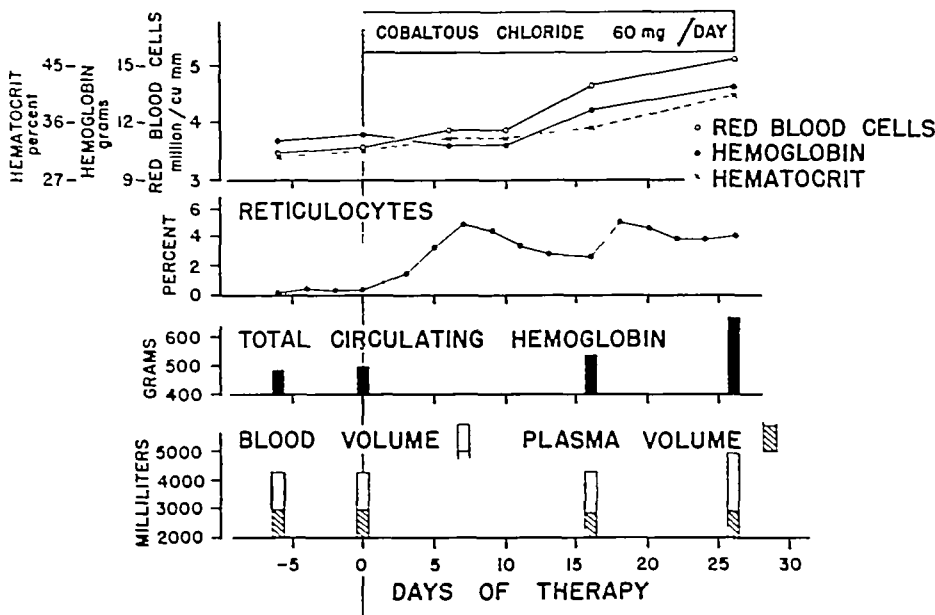 COBALTOUS CHLORIDE 60 mg /DAY
HEMATOCRIT
percent
45
36
27
HEMOGLOBIN
grams
15
12
9
RED BLOOD CELLS
million/cu mm
5
4
3
RED BLOOD CELLS
HEMOGLOBIN
HEMATOCRIT
RETICULOCYTES
PERCENT
6
4
2
0
TOTAL CIRCULATING HEMOGLOBIN
GRAMS
600
500
400
BLOOD VOLUME
PLASMA VOLUME
MILLILITERS
5000
4000
3000
2000
-5 0 5 10 15 20 25 30
DAYS OF THERAPY